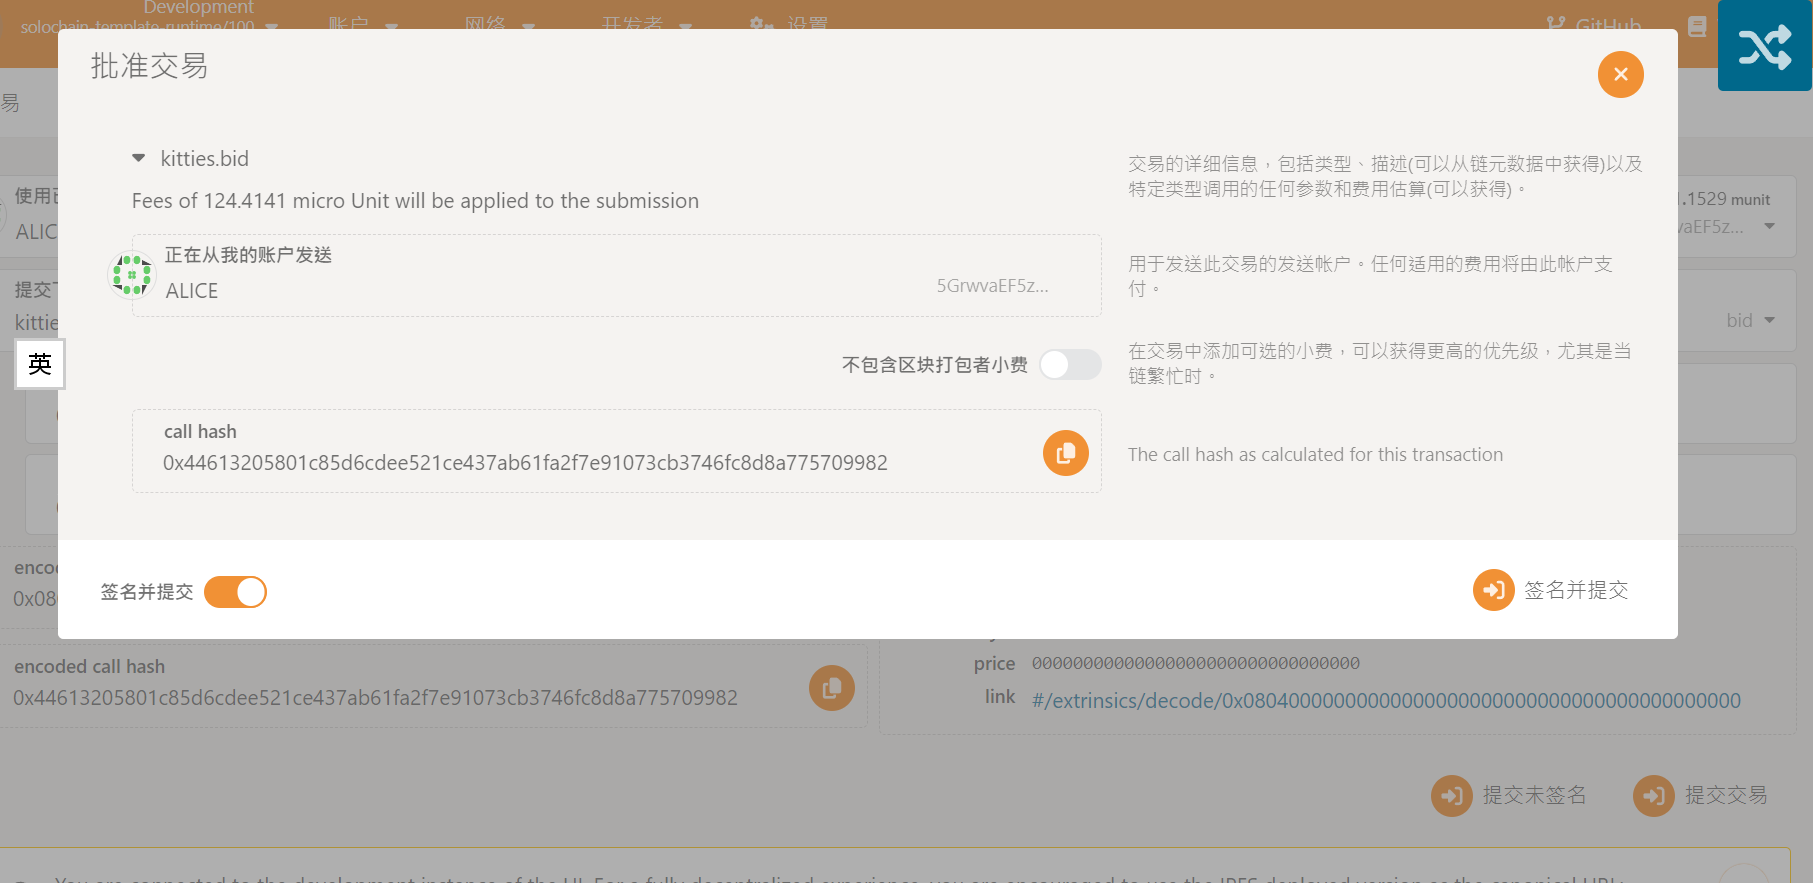 Development
solochain-template-runtime/100
账户
网络
开发者
设置
GitHub
易
批准交易
kitties.bid
Fees of 124.4141 micro Unit will be applied to the submission
交易的详细信息，包括类型、描述(可以从链元数据中获得)以及
特定类型调用的任何参数和费用估算(可以获得)。
正在从我的账户发送
ALICE
5GrwvaEF5z...
用于发送此交易的发送帐户。任何适用的费用将由此帐户支
付。
不包含区块打包者小费
在交易中添加可选的小费，可以获得更高的优先级，尤其是当
链繁忙时。
call hash
0x44613205801c85d6cdee521ce437ab61fa2f7e91073cb3746fc8d8a775709982
The call hash as calculated for this transaction
签名并提交
签名并提交
使用
ALIC
.1529 munit
vaEF5z...
提交
kittie
bid
英
encod
0x080
encoded call hash
0x44613205801c85d6cdee521ce437ab61fa2f7e91073cb3746fc8d8a775709982
price
00000000000000000000000000000000
link
#/extrinsics/decode/0x0804000000000000000000000000000000000000000000
提交未签名
提交交易
You are connected to the development instance of the UI. For a fully decentralized experience, you are encouraged to use the IPFS deployed version as the canonical URL: